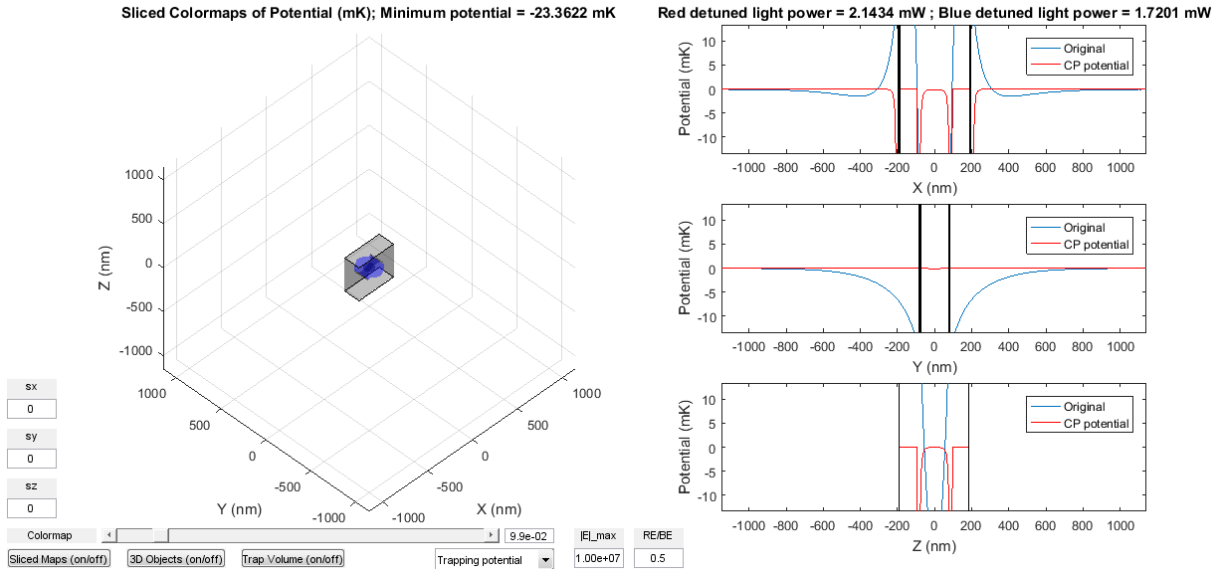 Sliced Colormaps of Potential (mK); Minimum potential = -23.3622 mK
1000
500
0
-500
-1000
Z (nm)
1000
500
0
-500
-1000
Y (nm)
1000
500
0
-500
-1000
X (nm)
sx
0
sy
0
sz
0
Colormap
9.9e-02
|E|_max
RE/BE
Sliced Maps (on/off)
3D Objects (on/off)
Trap Volume (on/off)
Trapping potential
1.00e+07
0.5
Red detuned light power = 2.1434 mW ; Blue detuned light power = 1.7201 mW
10
5
0
-5
-10
Potential (mK)
Original
CP potential
-1000 -800 -600 -400 -200 0 200 400 600 800 1000
X (nm)
10
5
0
-5
-10
Potential (mK)
Original
CP potential
-1000 -800 -600 -400 -200 0 200 400 600 800 1000
Y (nm)
10
5
0
-5
-10
Potential (mK)
Original
CP potential
-1000 -800 -600 -400 -200 0 200 400 600 800 1000
Z (nm)